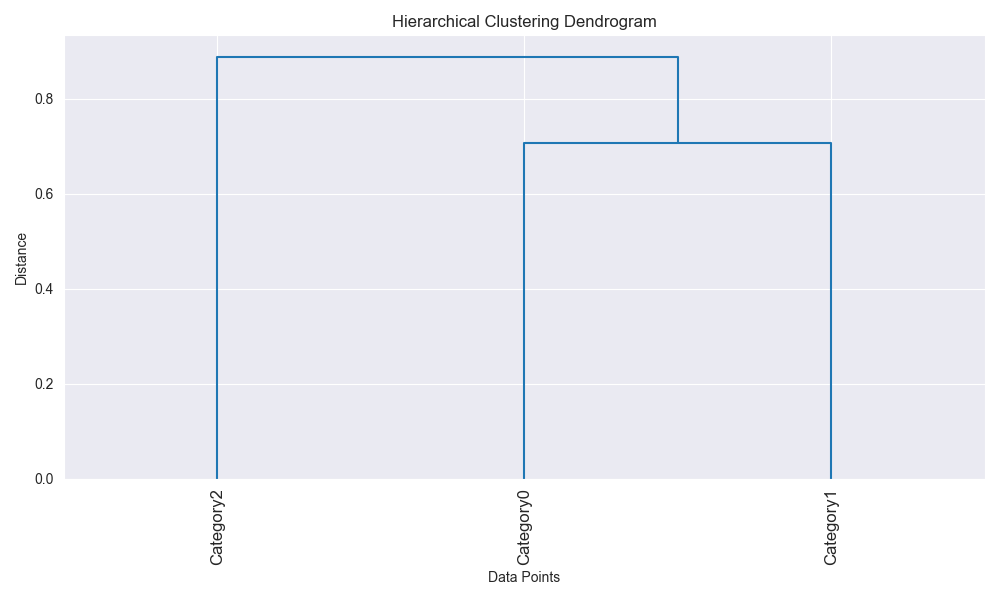 Hierarchical Clustering Dendrogram
Distance
0.8
0.6
0.4
0.2
0.0
Category2
Category0
Category1
Data Points